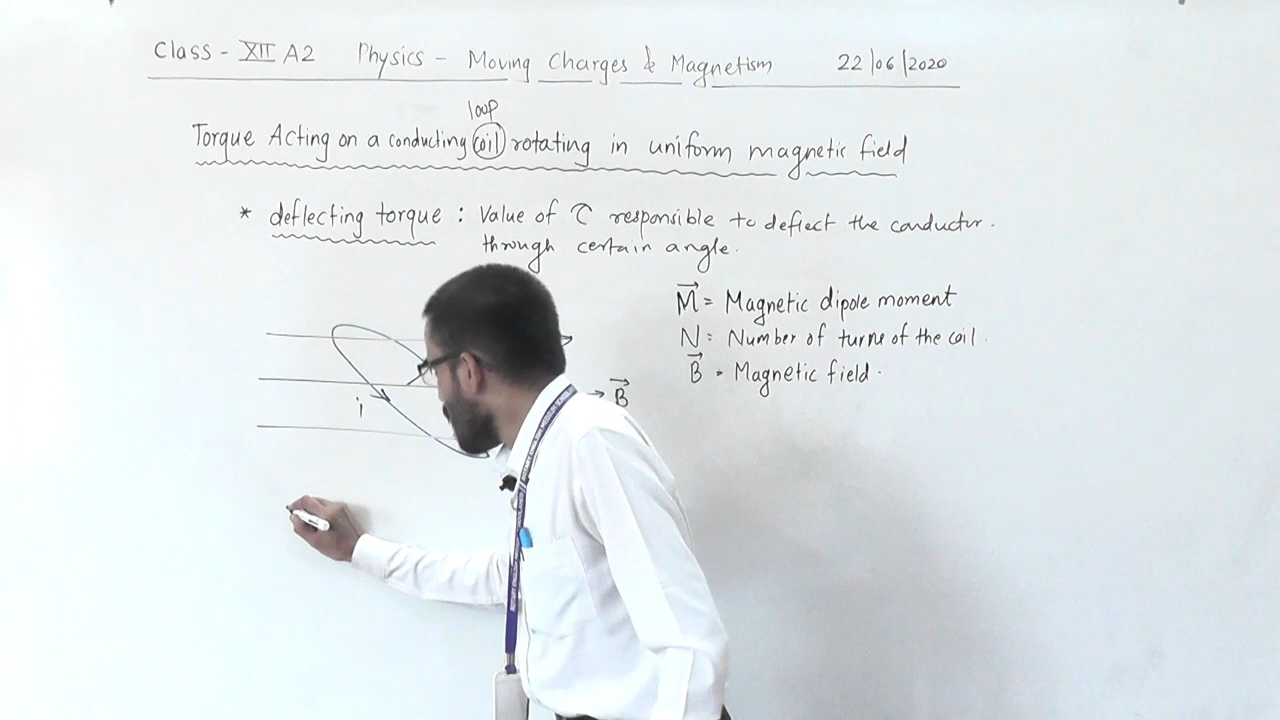 Class - XII A2 Physics - Moving Charges & Magnetism 22/06/2020
loop
Torque Acting on a conducting coil rotating in uniform magnetic field
* deflecting torque : Value of τ responsible to deflect the conductor.
through certain angle.
M⃗ = Magnetic dipole moment
N = Number of turns of the coil.
B⃗ = Magnetic field.
B⃗
i